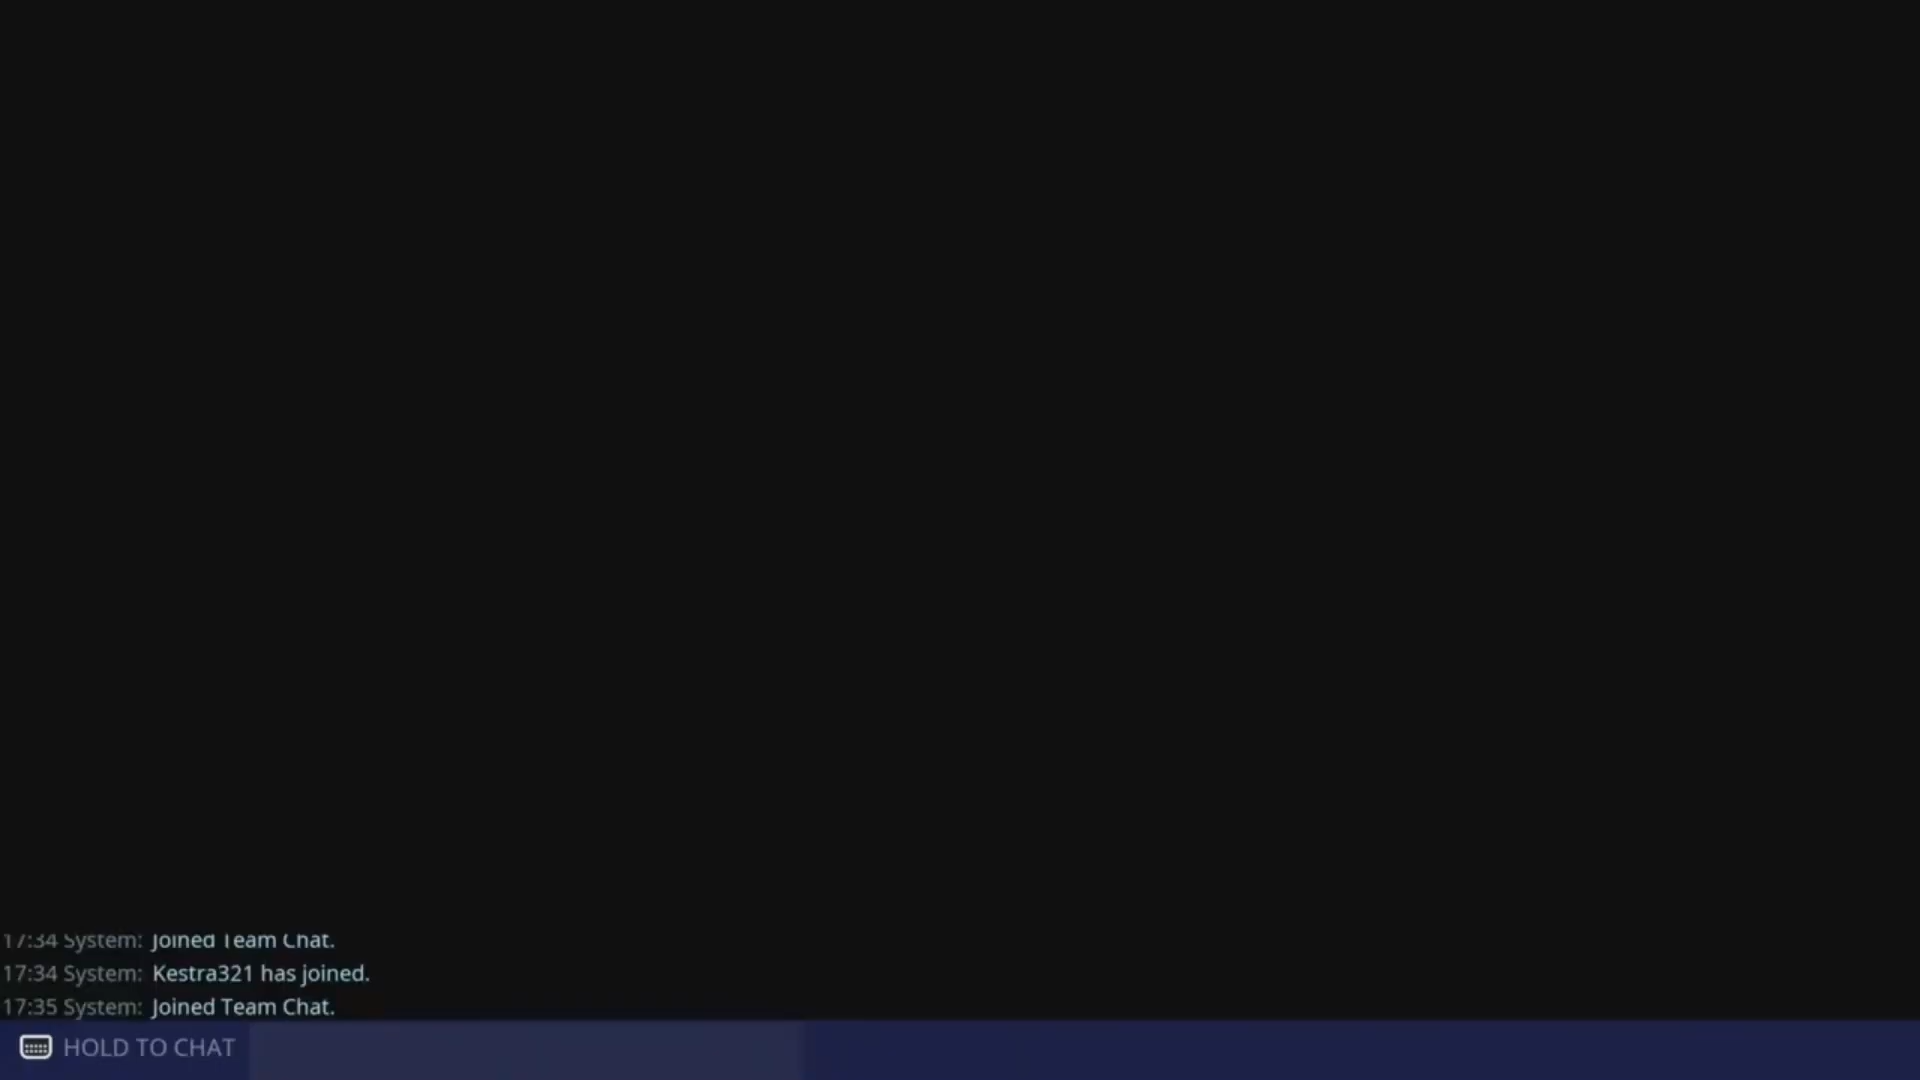 17:34 System: Joined Team Chat.
17:34 System: Kestra321 has joined.
17:35 System: Joined Team Chat.
HOLD TO CHAT